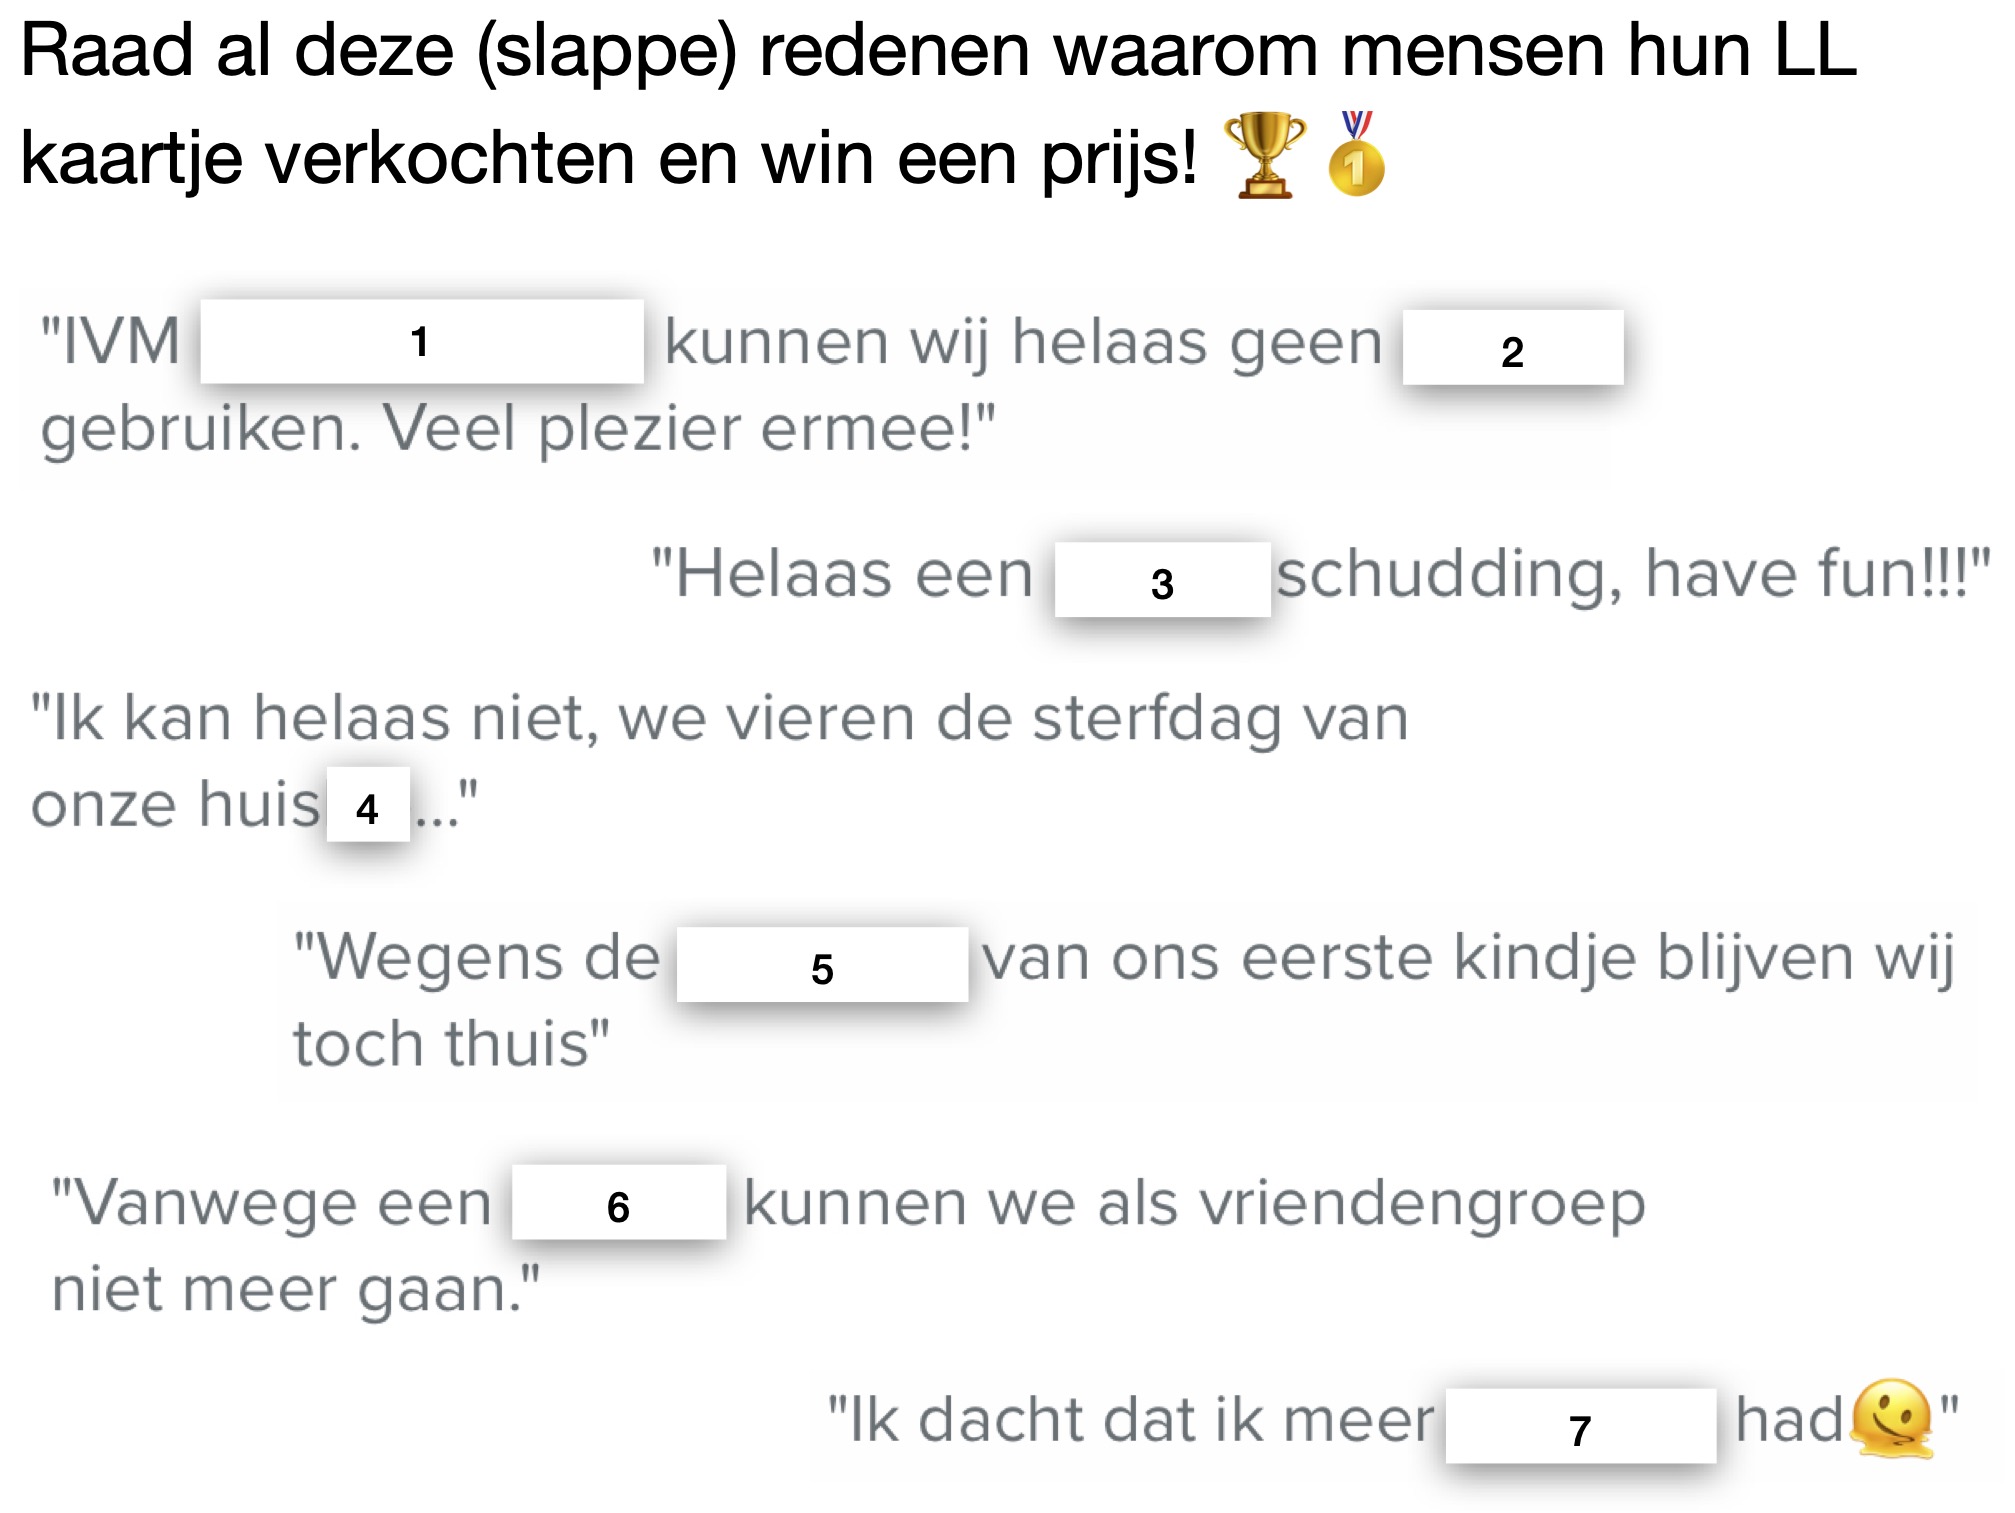 Raad al deze (slappe) redenen waarom mensen hun LL
kaartje verkochten en win een prijs! 🏆🥇
"IVM 1 kunnen wij helaas geen 2
gebruiken. Veel plezier ermee!"
"Helaas een 3 schudding, have fun!!!"
"Ik kan helaas niet, we vieren de sterfdag van
onze huis 4 ..."
"Wegens de 5 van ons eerste kindje blijven wij
toch thuis"
"Vanwege een 6 kunnen we als vriendengroep
niet meer gaan."
"Ik dacht dat ik meer 7 had🫠"